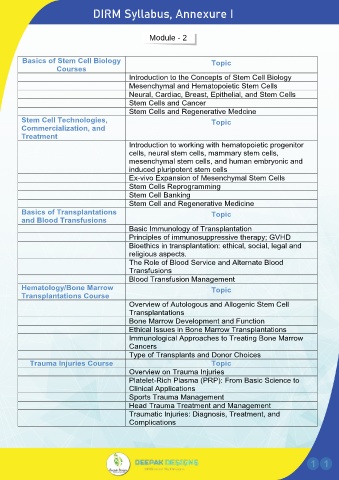 DIRM Syllabus, Annexure I
Module - 2
Basics of Stem Cell Biology
Courses
Topic
Introduction to the Concepts of Stem Cell Biology
Mesenchymal and Hematopoietic Stem Cells
Neural, Cardiac, Breast, Epithelial, and Stem Cells
Stem Cells and Cancer
Stem Cells and Regenerative Medcine
Stem Cell Technologies,
Commercialization, and
Treatment
Topic
Introduction to working with hematopoietic progenitor
cells, neural stem cells, mammary stem cells,
mesenchymal stem cells, and human embryonic and
induced pluripotent stem cells
Ex-vivo Expansion of Mesenchymal Stem Cells
Stem Cells Reprogramming
Stem Cell Banking
Stem Cell and Regenerative Medicine
Basics of Transplantations
and Blood Transfusions
Topic
Basic Immunology of Transplantation
Principles of immunosuppressive therapy; GVHD
Bioethics in transplantation: ethical, social, legal and
religious aspects.
The Role of Blood Service and Alternate Blood
Transfusions
Blood Transfusion Management
Hematology/Bone Marrow
Transplantations Course
Topic
Overview of Autologous and Allogenic Stem Cell
Transplantations
Bone Marrow Development and Function
Ethical Issues in Bone Marrow Transplantations
Immunological Approaches to Treating Bone Marrow
Cancers
Type of Transplants and Donor Choices
Trauma Injuries Course
Topic
Overview on Trauma Injuries
Platelet-Rich Plasma (PRP): From Basic Science to
Clinical Applications
Sports Trauma Management
Head Trauma Treatment and Management
Traumatic Injuries: Diagnosis, Treatment, and
Complications
DEEPAK DESIGNS
1 1